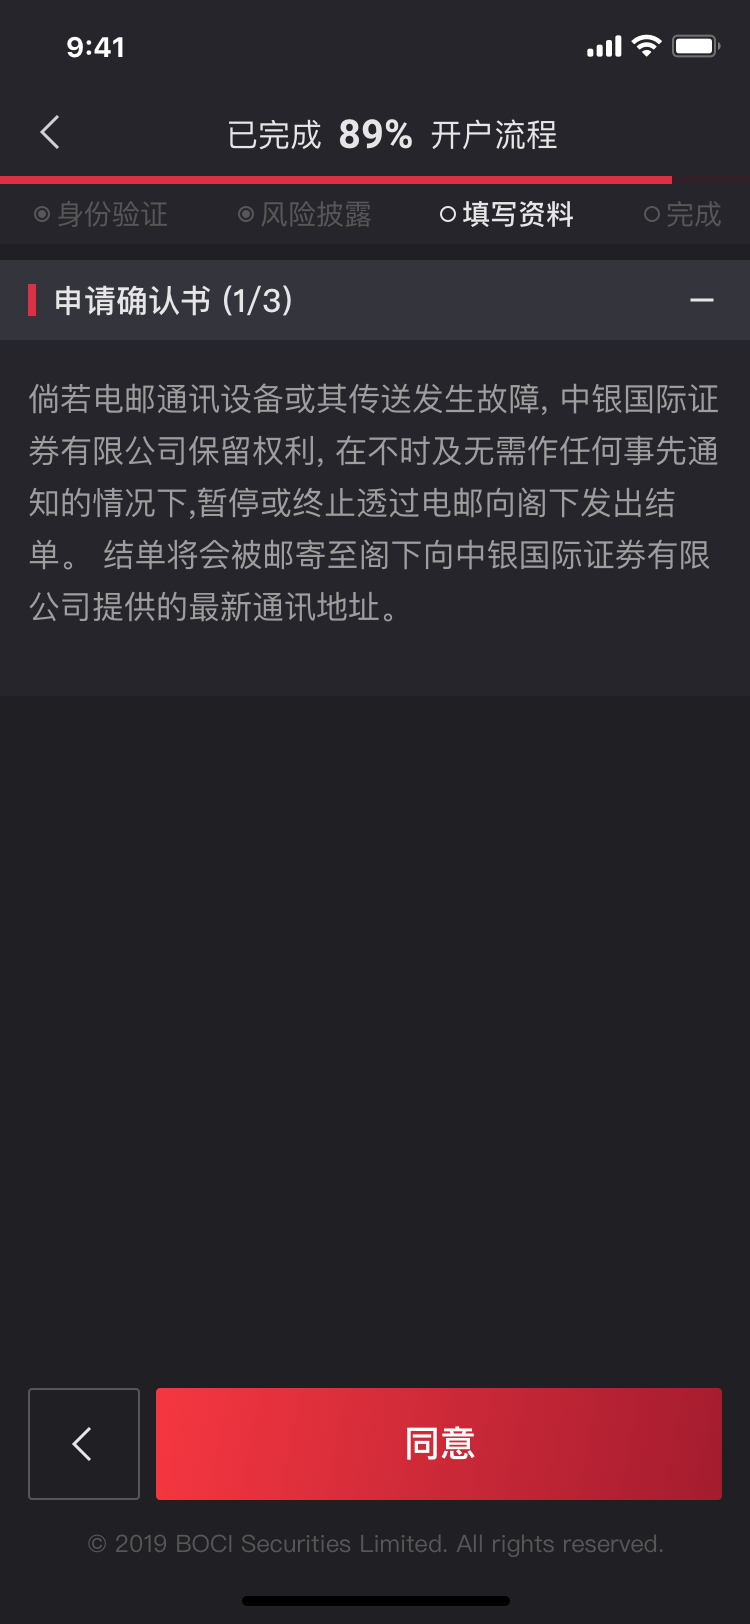 9:41
已完成 89% 开户流程
身份验证 风险披露 填写资料 完成
申请确认书 (1/3)
倘若电邮通讯设备或其传送发生故障, 中银国际证
券有限公司保留权利, 在不时及无需作任何事先通
知的情况下,暂停或终止透过电邮向阁下发出结
单。 结单将会被邮寄至阁下向中银国际证券有限
公司提供的最新通讯地址。
同意
© 2019 BOCI Securities Limited. All rights reserved.